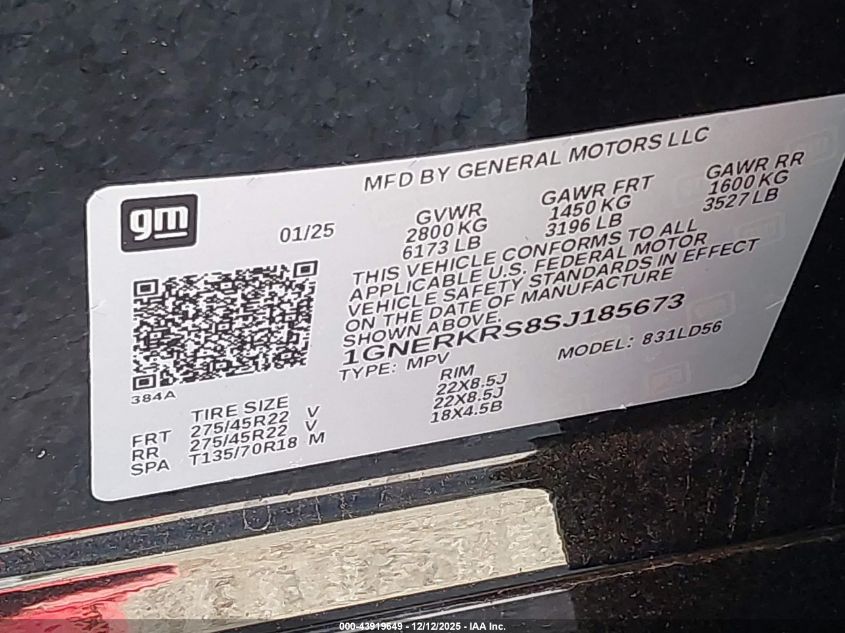 MFD BY GENERAL MOTORS LLC
gm
01/25
GVWR GAWR FRT GAWR RR
2800 KG 1450 KG 1600 KG
6173 LB 3196 LB 3527 LB
THIS VEHICLE CONFORMS TO ALL
APPLICABLE U.S. FEDERAL MOTOR
VEHICLE SAFETY STANDARDS IN EFFECT
ON THE DATE OF MANUFACTURE
SHOWN ABOVE.
1GNERKRS8SJ185673
TYPE: MPV MODEL: 831LD56
384A
TIRE SIZE RIM
FRT 275/45R22 V 22X8.5J
RR 275/45R22 V 22X8.5J
SPA T135/70R18 M 18X4.5B
000-43919649 - 12/12/2025 - IAA Inc.